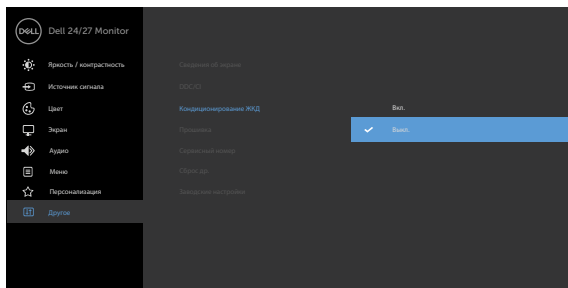 DELL Dell 24/27 Monitor
Яркость / контрастность
Источник сигнала
Цвет
Экран
Аудио
Меню
Персонализация
Другое
Сведения об экране
DDC/CI
Кондиционирование ЖКД
Прошивка
Сервисный номер
Сброс др.
Заводские настройки
Вкл.
Выкл.